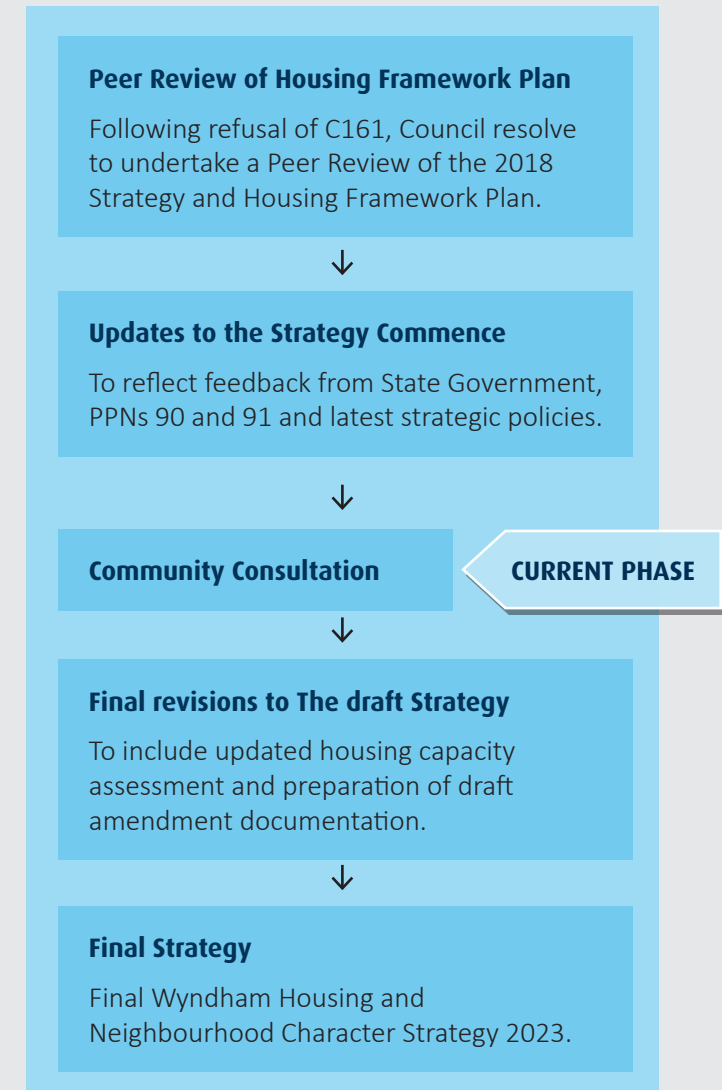 Peer Review of Housing Framework Plan
Following refusal of C161, Council resolve
to undertake a Peer Review of the 2018
Strategy and Housing Framework Plan.
Updates to the Strategy Commence
To reflect feedback from State Government,
PPNs 90 and 91 and latest strategic policies.
Community Consultation
CURRENT PHASE
Final revisions to The draft Strategy
To include updated housing capacity
assessment and preparation of draft
amendment documentation.
Final Strategy
Final Wyndham Housing and
Neighbourhood Character Strategy 2023.